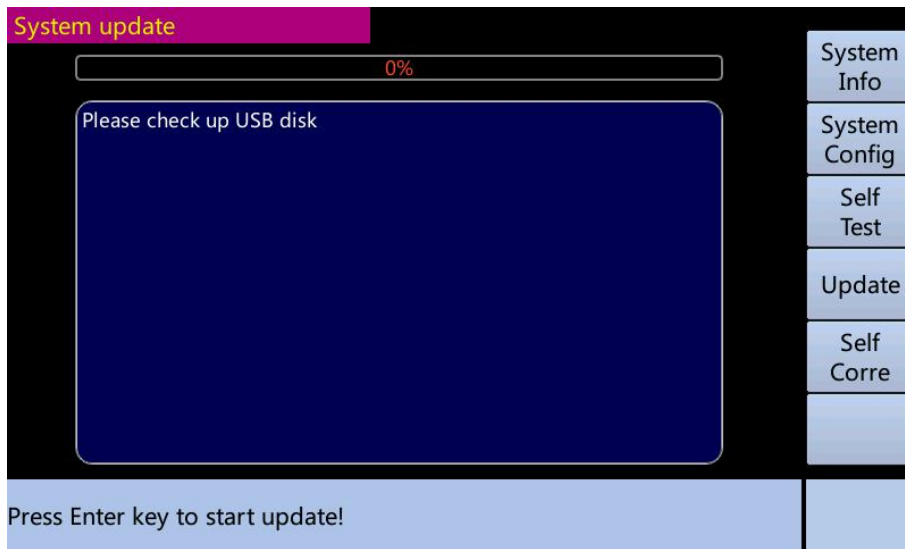 System update
0%
Please check up USB disk
System
Info
System
Config
Self
Test
Update
Self
Corre
Press Enter key to start update!